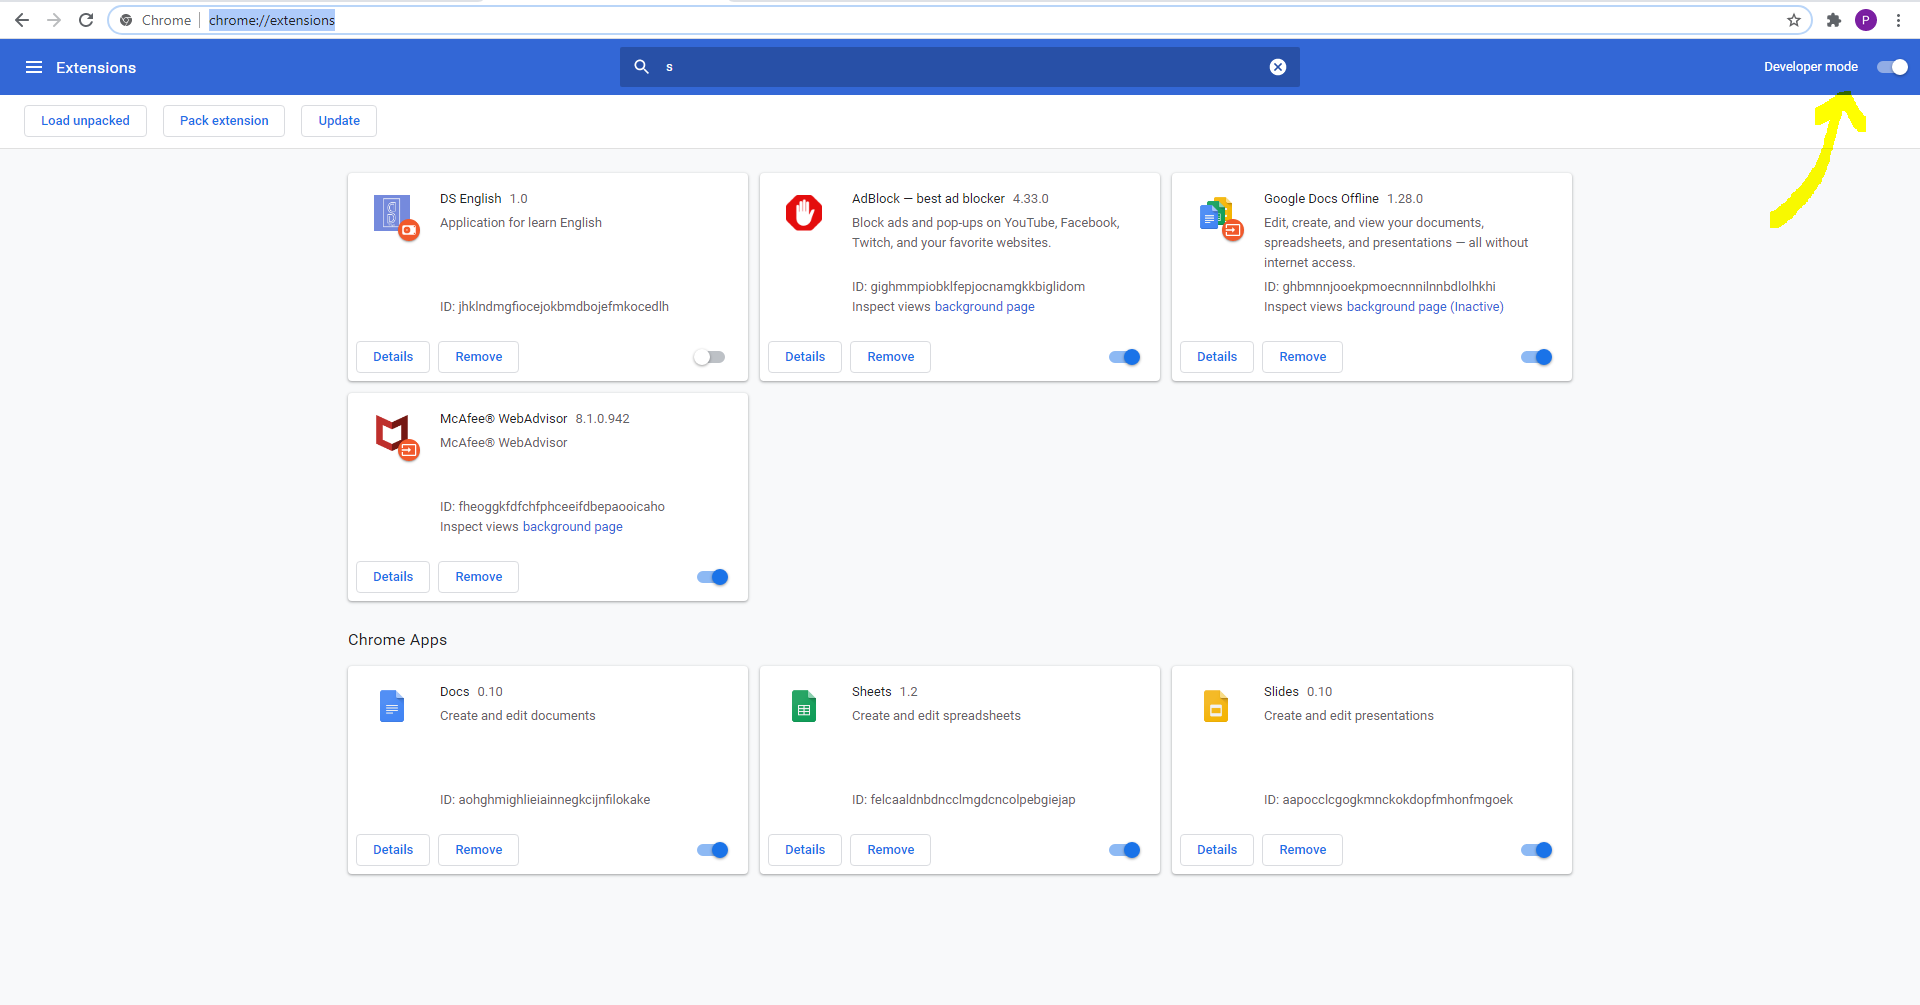 Chrome chrome://extensions P
Extensions s Developer mode
Load unpacked Pack extension Update
DS English 1.0
Application for learn English
ID: jhklndmgfiocejokbmdbojefmkocedlh
Details Remove
AdBlock — best ad blocker 4.33.0
Block ads and pop-ups on YouTube, Facebook,
Twitch, and your favorite websites.
ID: gighmmpiobklfepjocnamgkkbiglidom
Inspect views background page
Details Remove
Google Docs Offline 1.28.0
Edit, create, and view your documents,
spreadsheets, and presentations — all without
internet access.
ID: ghbmnnjooekpmoecnnnilnnbdlolhkhi
Inspect views background page (Inactive)
Details Remove
McAfee® WebAdvisor 8.1.0.942
McAfee® WebAdvisor
ID: fheoggkfdfchfphceeifdbepaooicaho
Inspect views background page
Details Remove
Chrome Apps
Docs 0.10
Create and edit documents
ID: aohghmighlieiainnegkcijnfilokake
Details Remove
Sheets 1.2
Create and edit spreadsheets
ID: felcaaldnbdncclmgdcncolpebgiejap
Details Remove
Slides 0.10
Create and edit presentations
ID: aapocclcgogkmnckokdopfmhonfmgoek
Details Remove